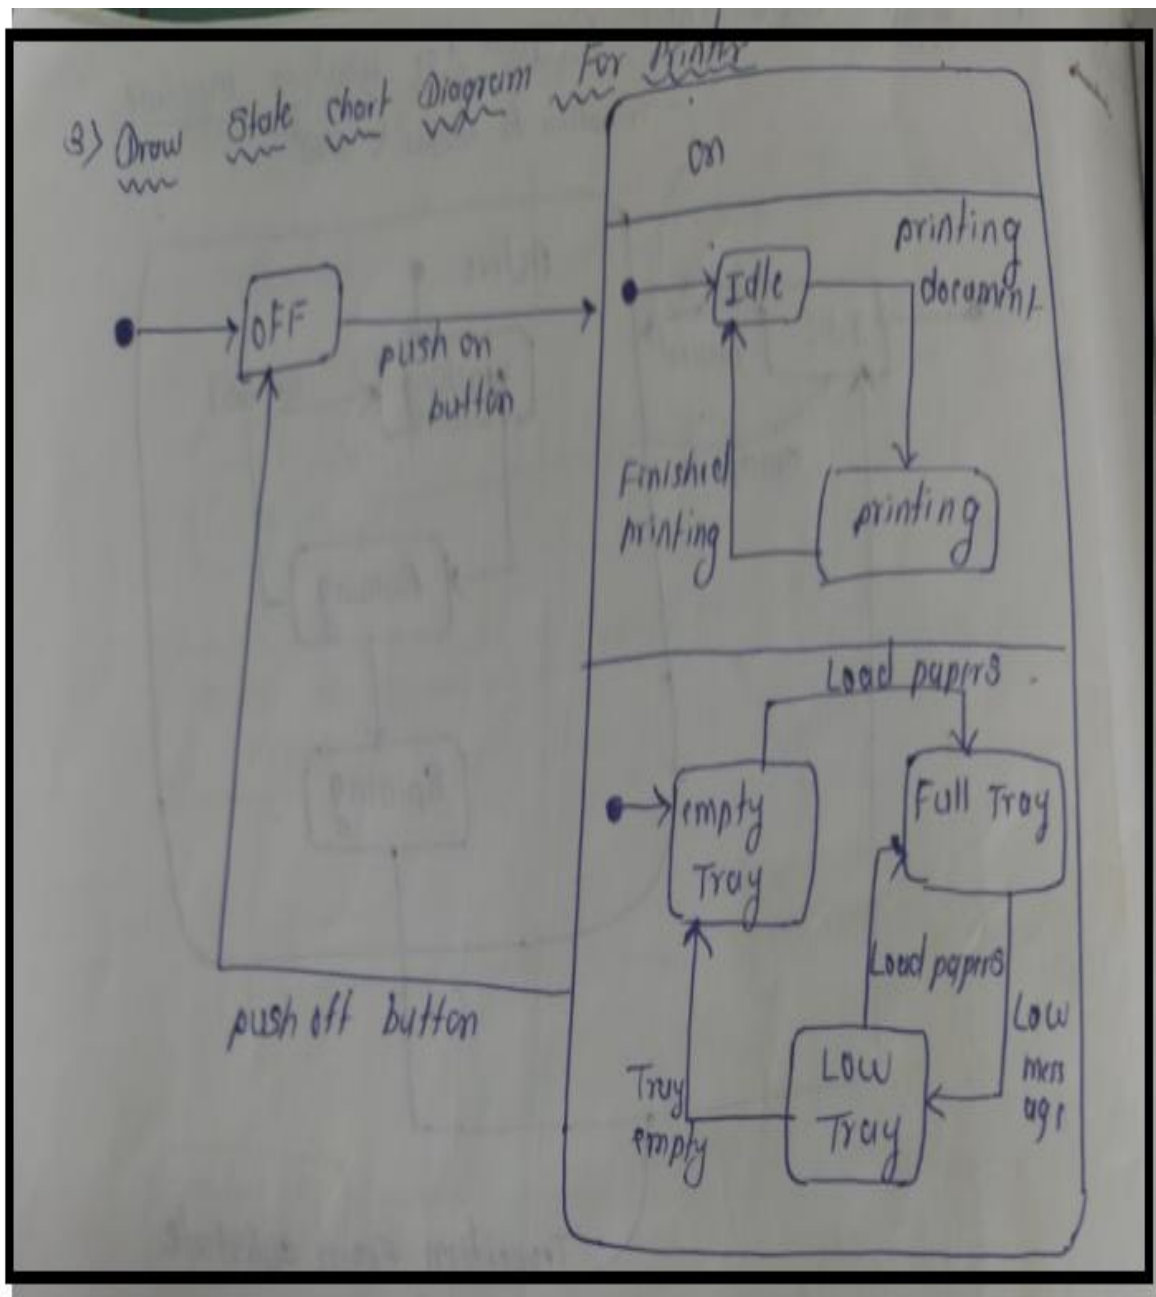 3) Draw State chart Diagram For Printer
on
printing
document
Idle
OFF
push on
button
Finished
printing
printing
Load papers
empty
Tray
Full Tray
Load papers
Low
mess
age
Low
Tray
Tray
empty
push off button